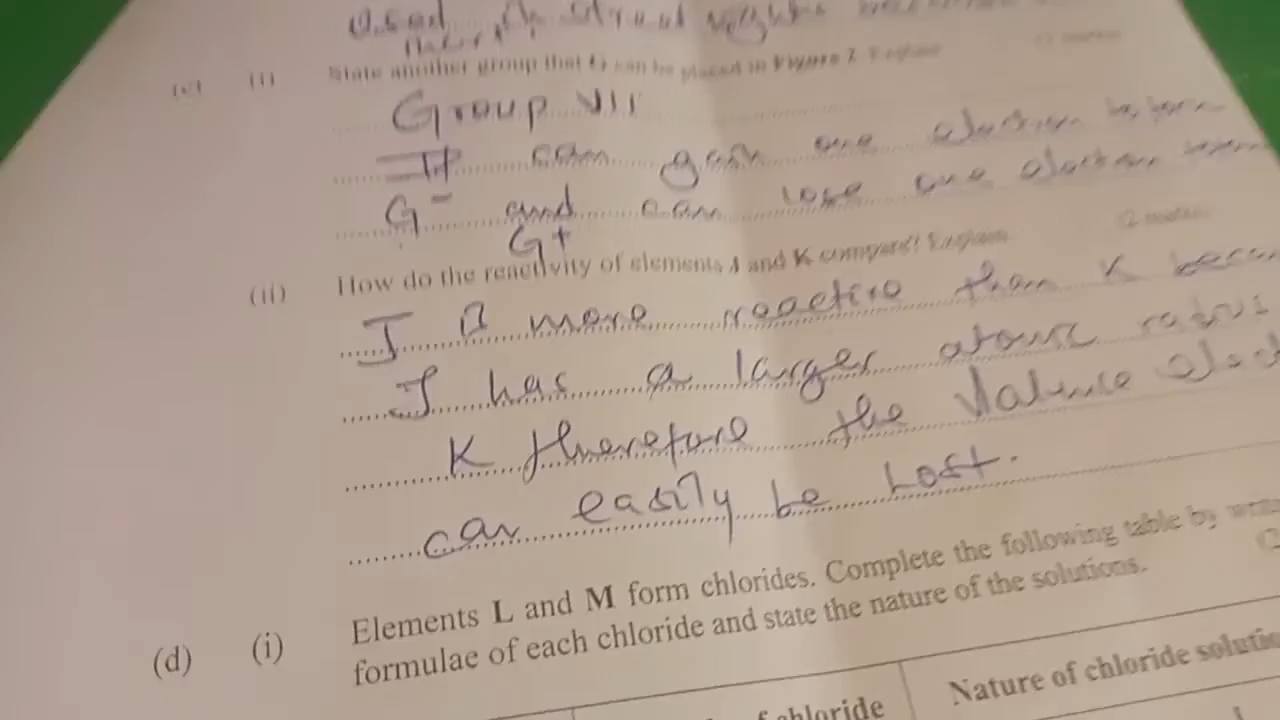 (c) (i) State another group that G can be placed in Figure 2. Explain
Group VII
It can gain one electron to form
G⁻ and can lose one electron
G+
(ii) How do the reactivity of elements J and K compare? Explain
J is more reactive than K
J has a larger atomic radius
K therefore the Valence
can easily be Lost.
(d) (i) Elements L and M form chlorides. Complete the following table by
formulae of each chloride and state the nature of the solutions.
chloride Nature of chloride